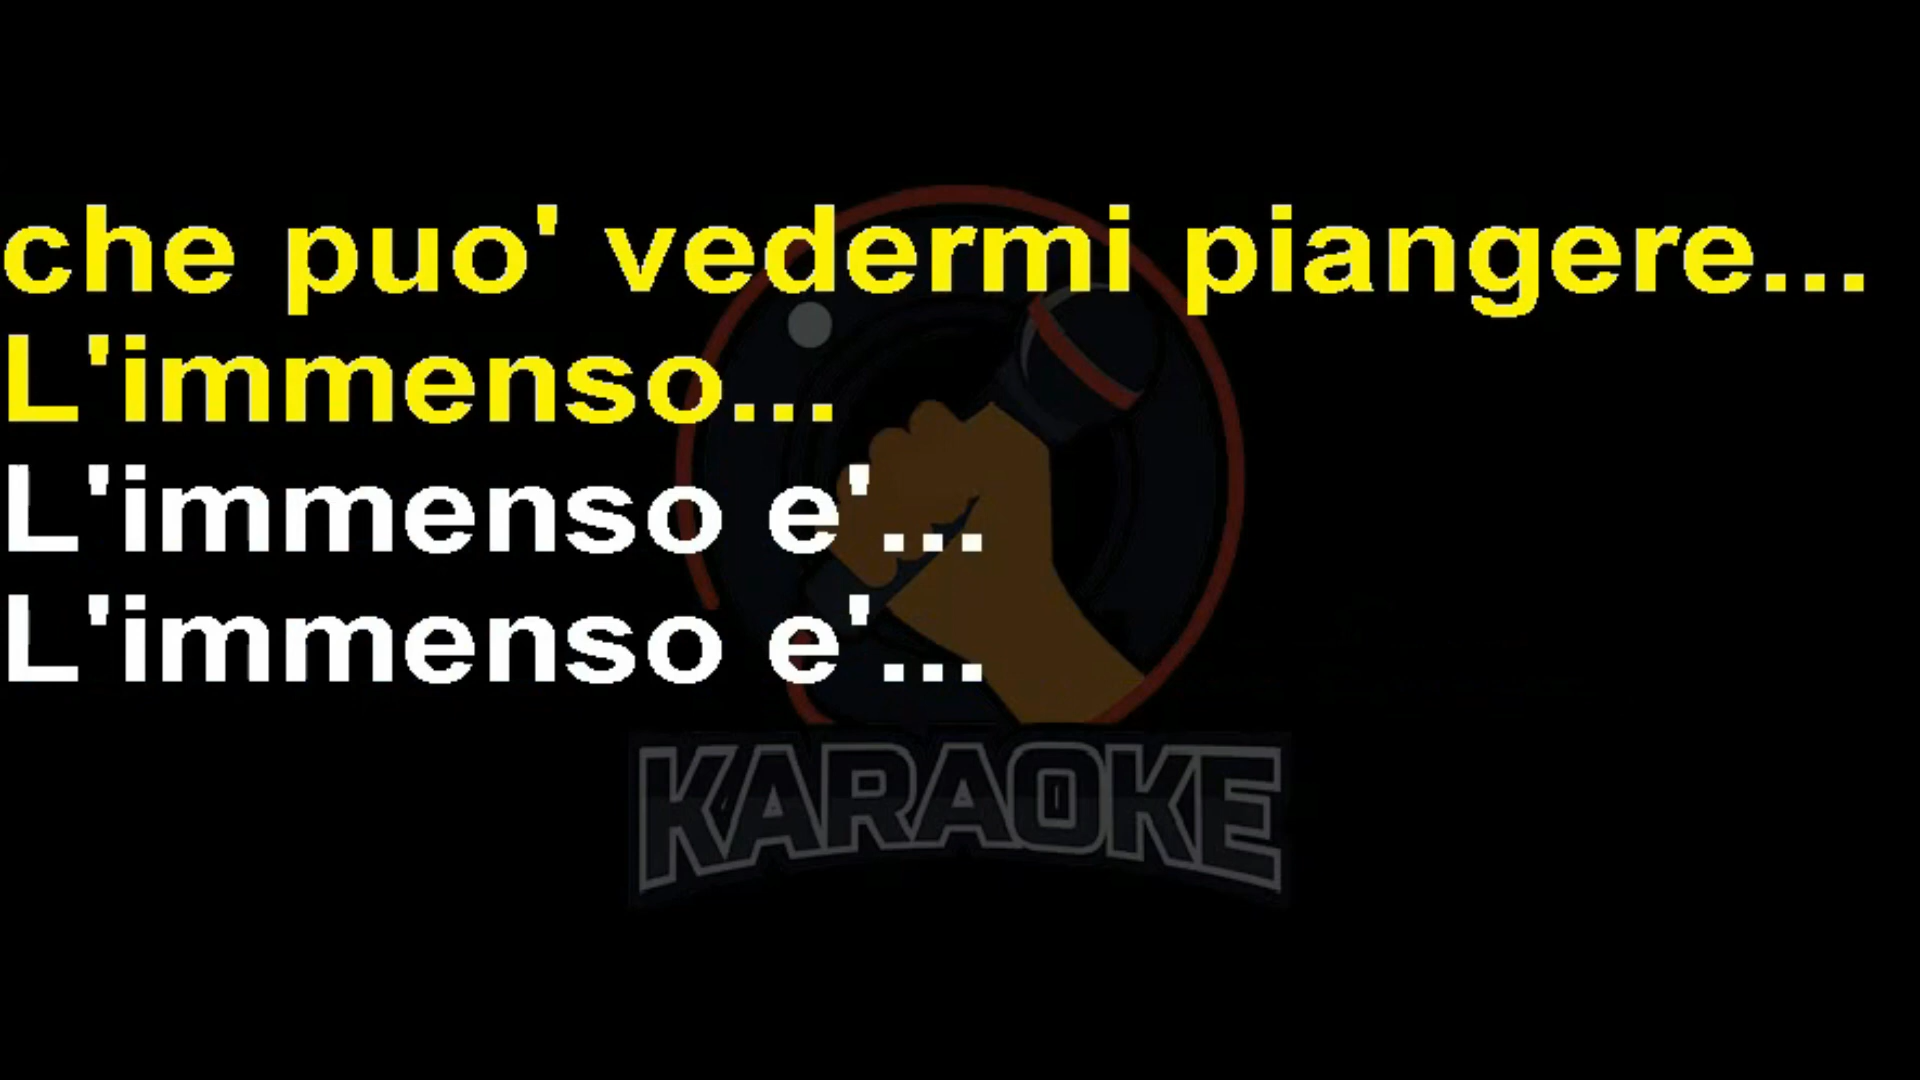 che puo' vedermi piangere...
L'immenso...
L'immenso e'...
L'immenso e'...
KARAOKE